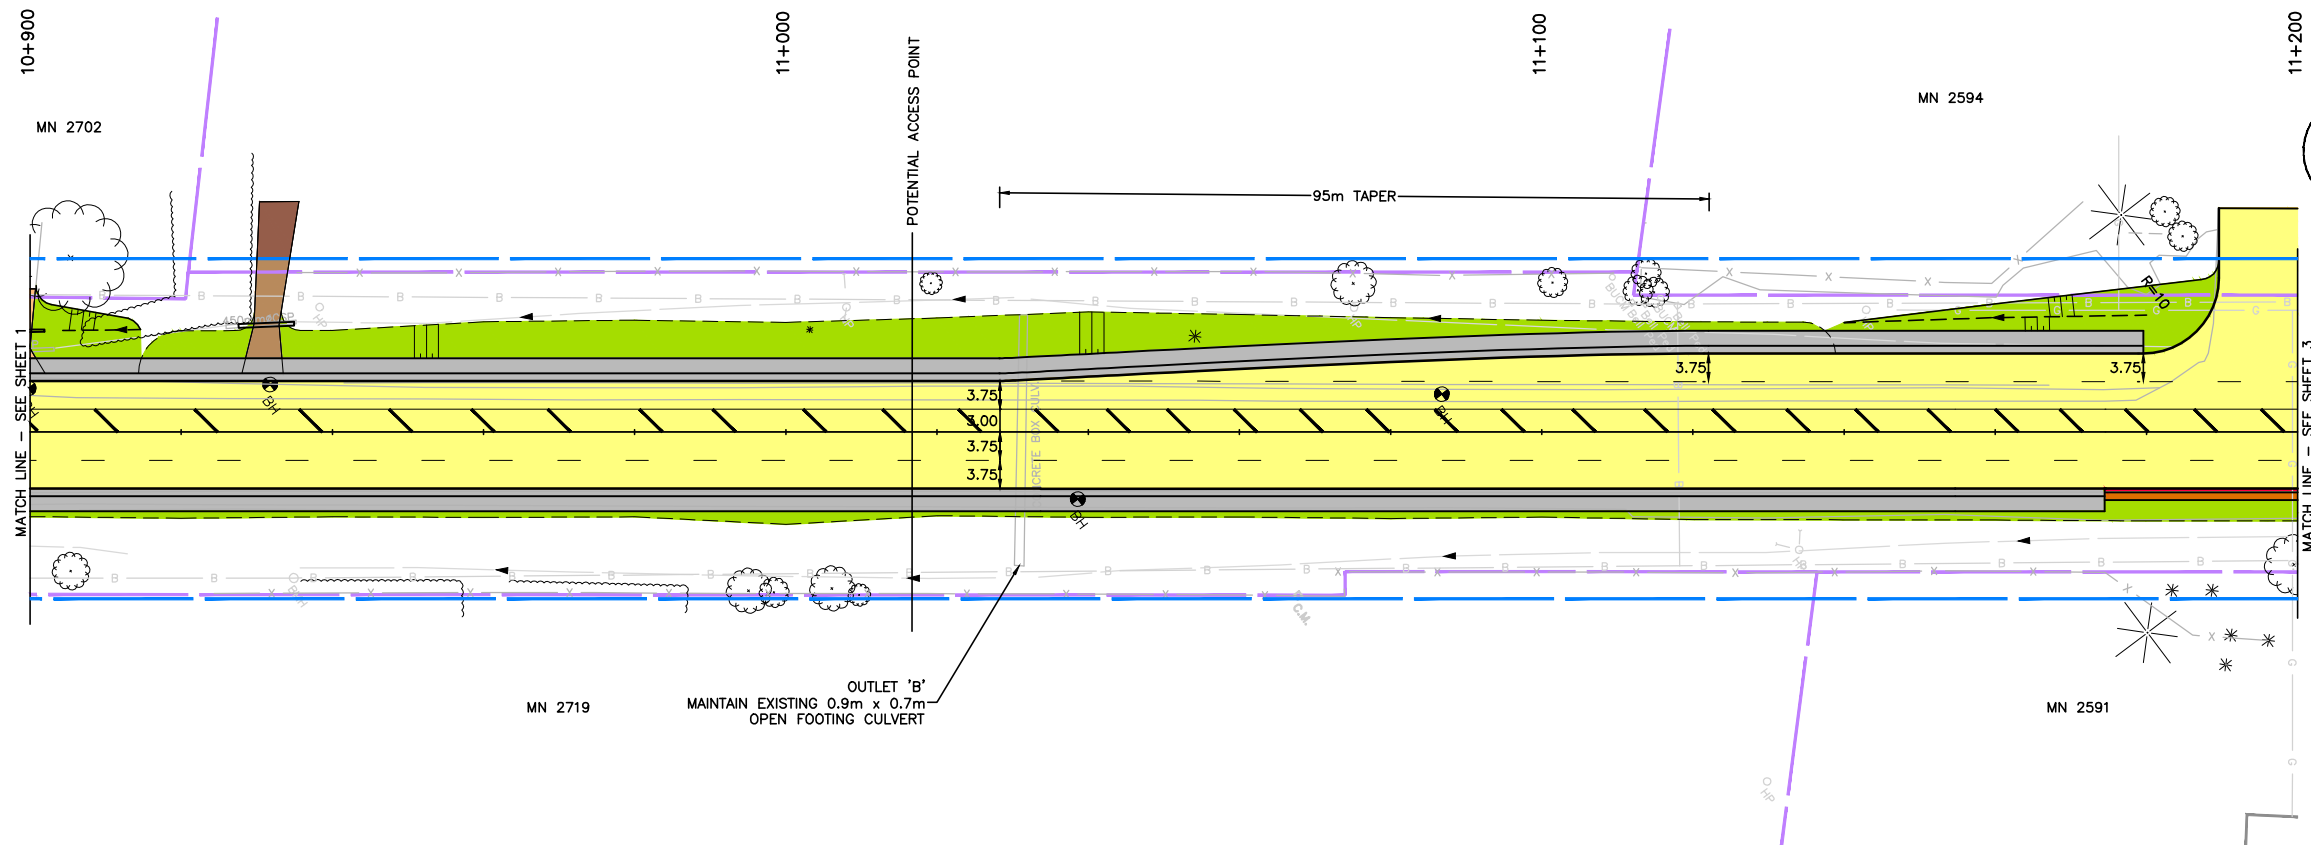 10+900
11+000
11+100
11+200
MN 2702
MN 2594
POTENTIAL ACCESS POINT
95m TAPER
R=10
450mmøCSP
3.75
3.75
3.75
3.00
3.75
3.75
BH
BH
BH
MATCH LINE – SEE SHEET 1
MATCH LINE – SEE SHEET 3
OUTLET 'B'
MAINTAIN EXISTING 0.9m x 0.7m
OPEN FOOTING CULVERT
MN 2719
MN 2591
C.M.
HP